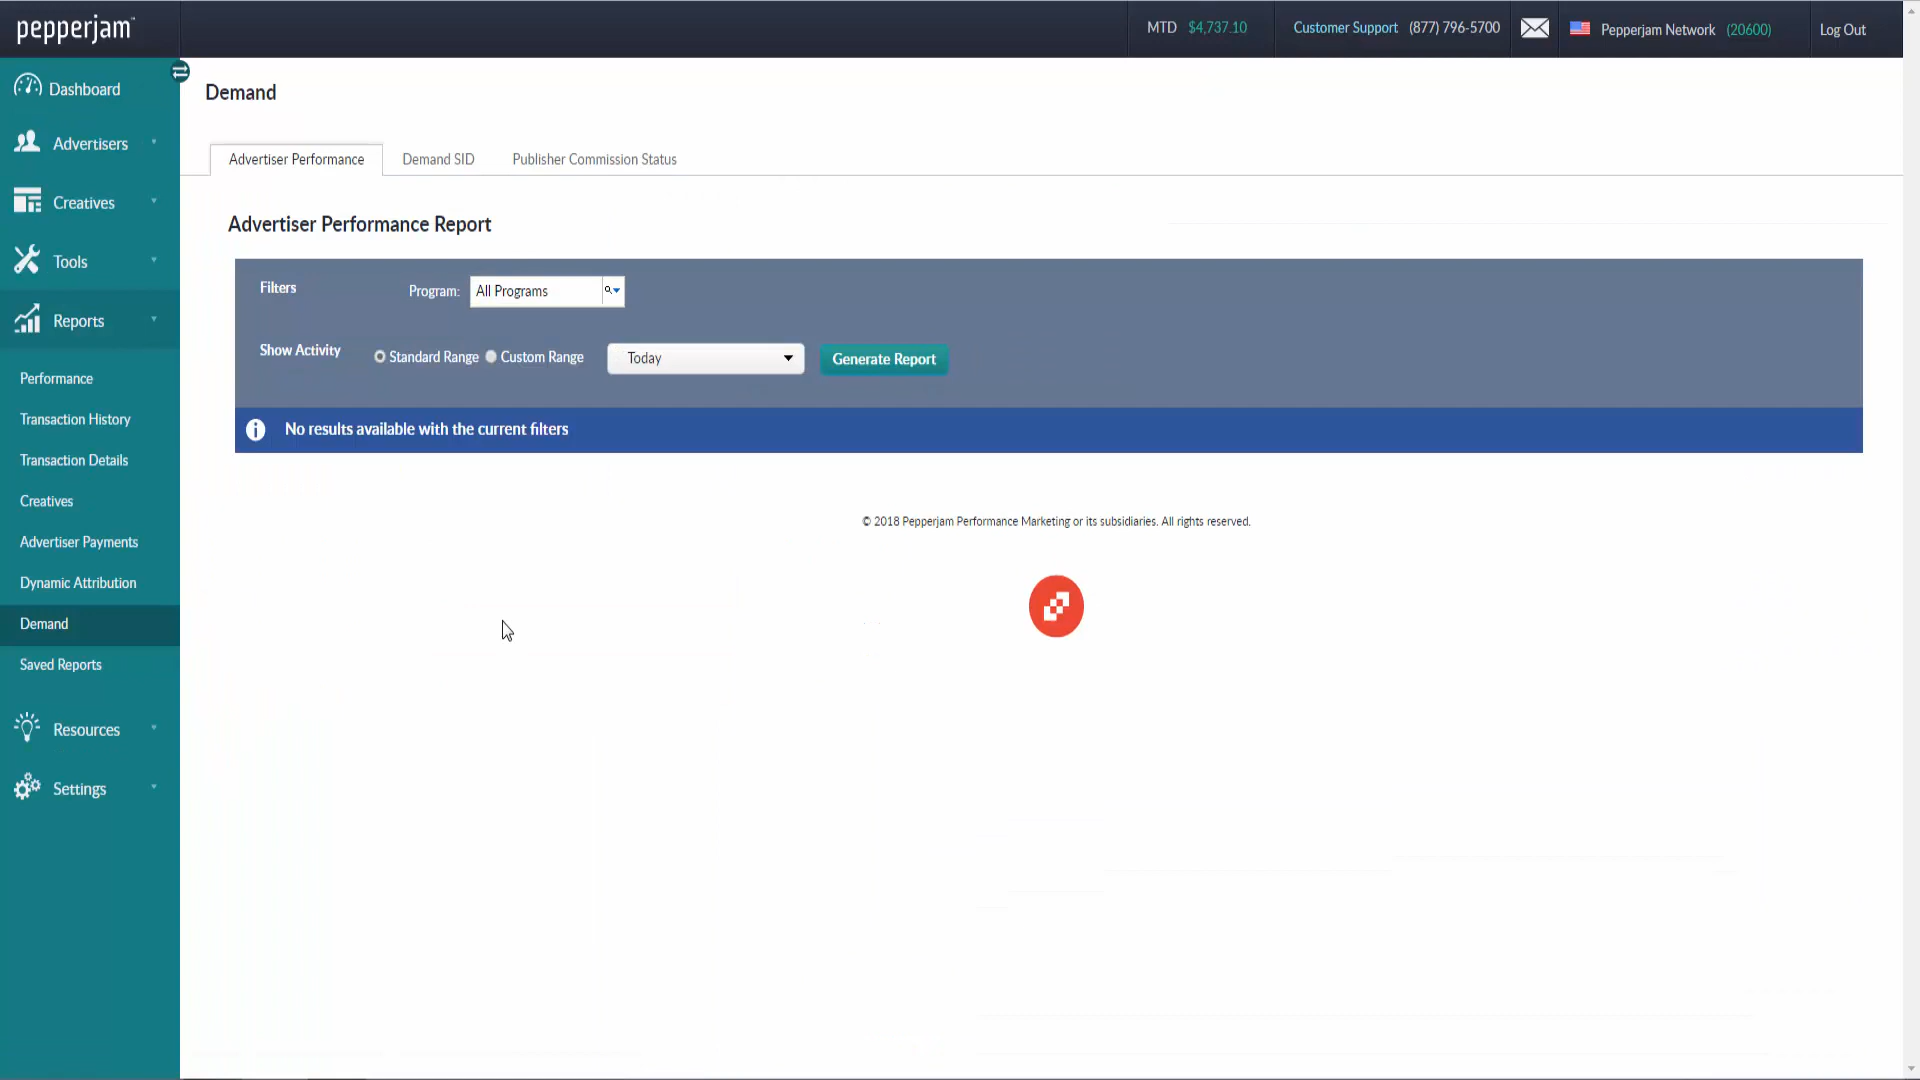 pepperjam™
MTD $4,737.10
Customer Support (877) 796-5700
Pepperjam Network (20600)
Log Out
Dashboard
Advertisers
Creatives
Tools
Reports
Performance
Transaction History
Transaction Details
Creatives
Advertiser Payments
Dynamic Attribution
Demand
Saved Reports
Resources
Settings
Demand
Advertiser Performance Demand SID Publisher Commission Status
Advertiser Performance Report
Filters Program: All Programs
Show Activity Standard Range Custom Range Today Generate Report
No results available with the current filters
© 2018 Pepperjam Performance Marketing or its subsidiaries. All rights reserved.